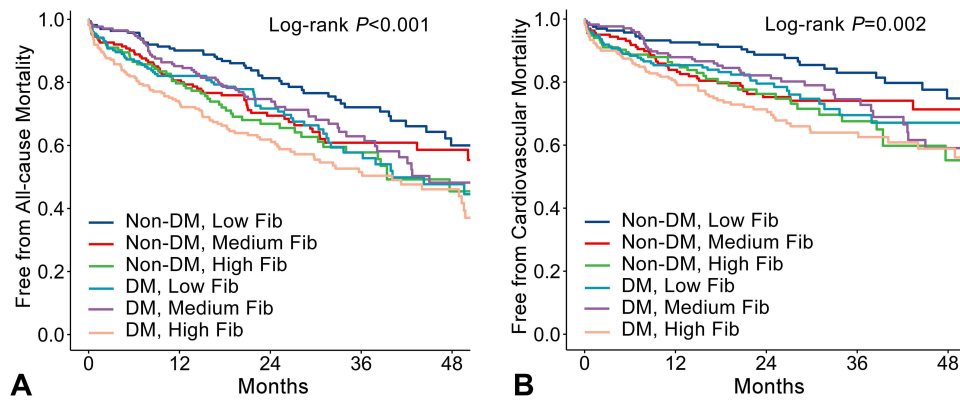 Log-rank P<0.001
Free from All-cause Mortality
1.0
0.8
0.6
0.4
0.2
0.0
Non-DM, Low Fib
Non-DM, Medium Fib
Non-DM, High Fib
DM, Low Fib
DM, Medium Fib
DM, High Fib
0 12 24 36 48
Months
A
Log-rank P=0.002
Free from Cardiovascular Mortality
1.0
0.8
0.6
0.4
0.2
0.0
Non-DM, Low Fib
Non-DM, Medium Fib
Non-DM, High Fib
DM, Low Fib
DM, Medium Fib
DM, High Fib
0 12 24 36 48
Months
B